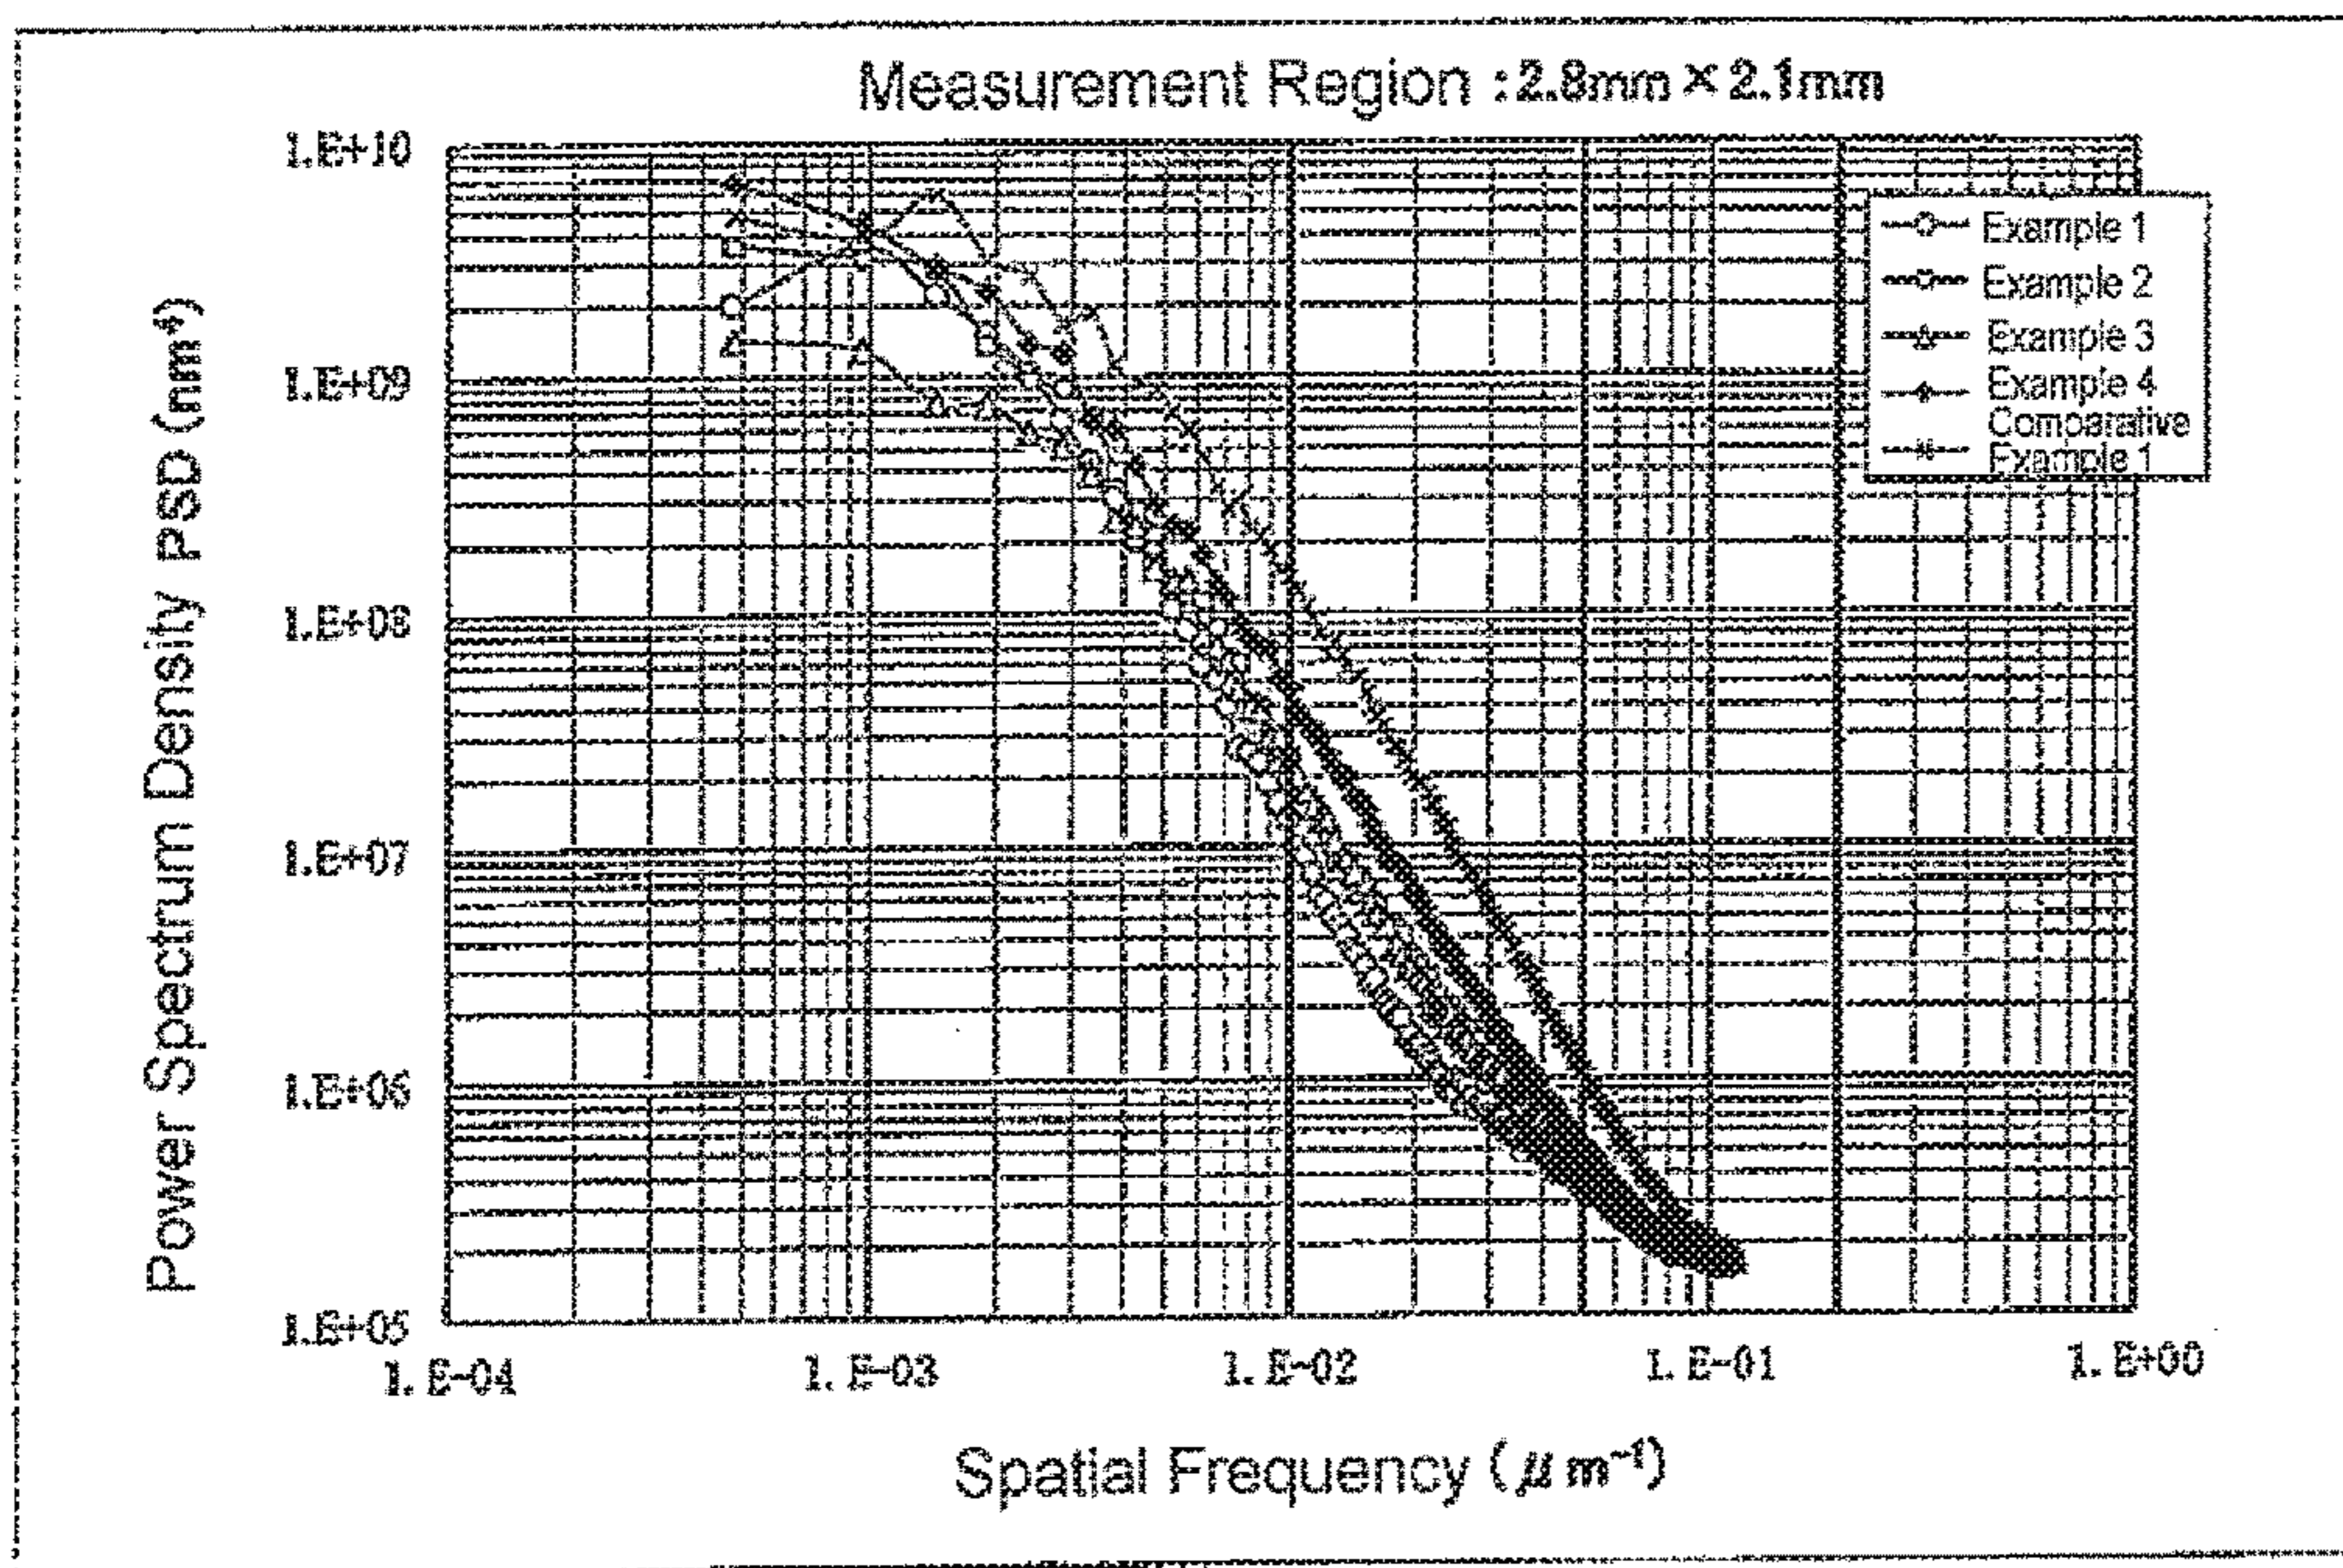 Measurement Region :2.8mm×2.1mm
Power Spectrum Density PSD (nm⁴)
1.E+10
1.E+09
1.E+08
1.E+07
1.E+06
1.E+05
1.E-04
1.E-03
1.E-02
1.E-01
1.E+00
Spatial Frequency (μm⁻¹)
Example 1
Example 2
Example 3
Example 4
Comparative
Example 1